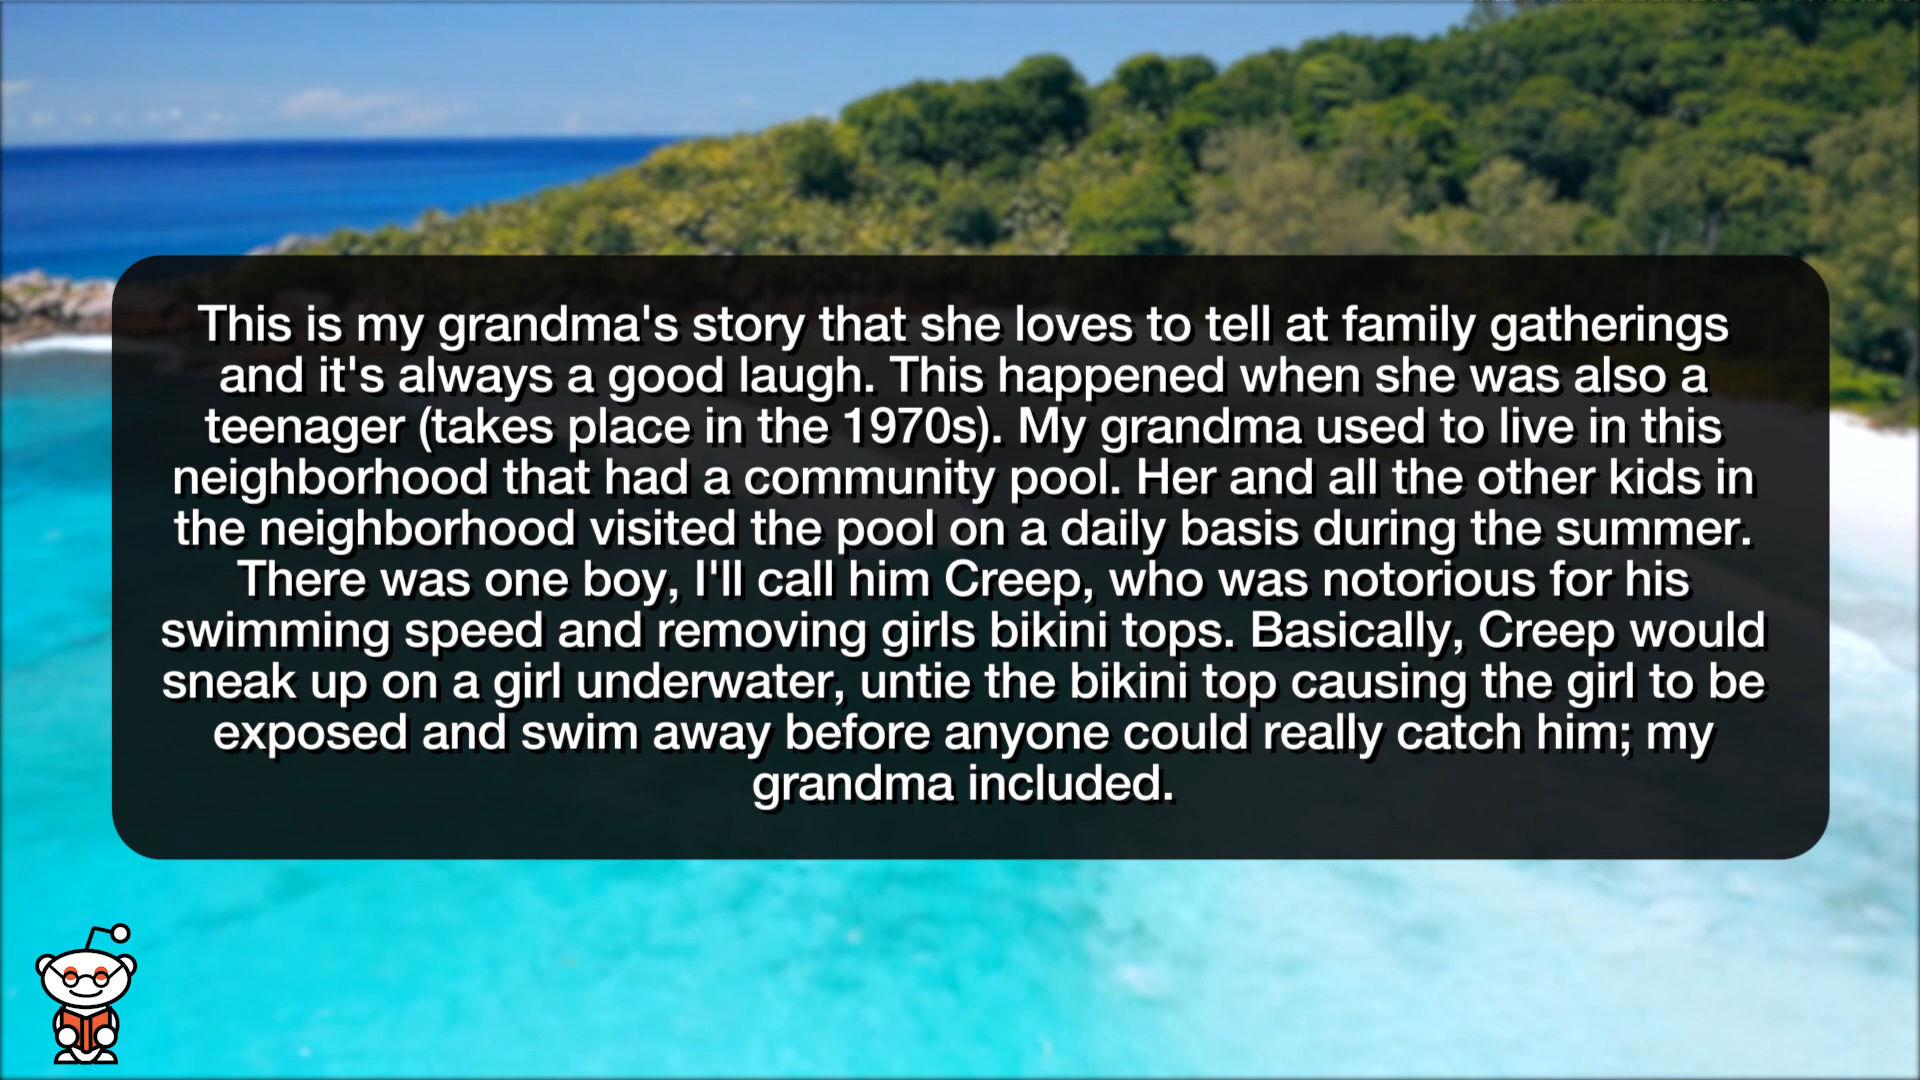 This is my grandma's story that she loves to tell at family gatherings
and it's always a good laugh. This happened when she was also a
teenager (takes place in the 1970s). My grandma used to live in this
neighborhood that had a community pool. Her and all the other kids in
the neighborhood visited the pool on a daily basis during the summer.
There was one boy, I'll call him Creep, who was notorious for his
swimming speed and removing girls bikini tops. Basically, Creep would
sneak up on a girl underwater, untie the bikini top causing the girl to be
exposed and swim away before anyone could really catch him; my
grandma included.